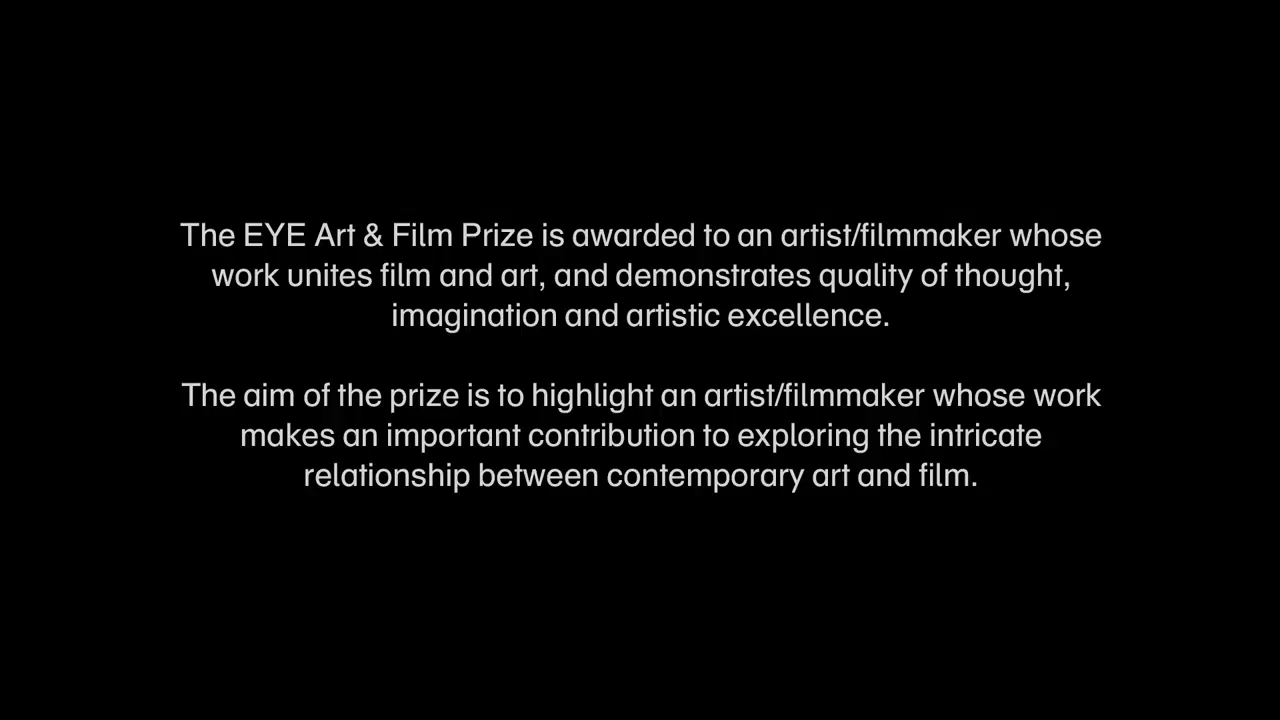 The EYE Art & Film Prize is awarded to an artist/filmmaker whose
work unites film and art, and demonstrates quality of thought,
imagination and artistic excellence.
The aim of the prize is to highlight an artist/filmmaker whose work
makes an important contribution to exploring the intricate
relationship between contemporary art and film.